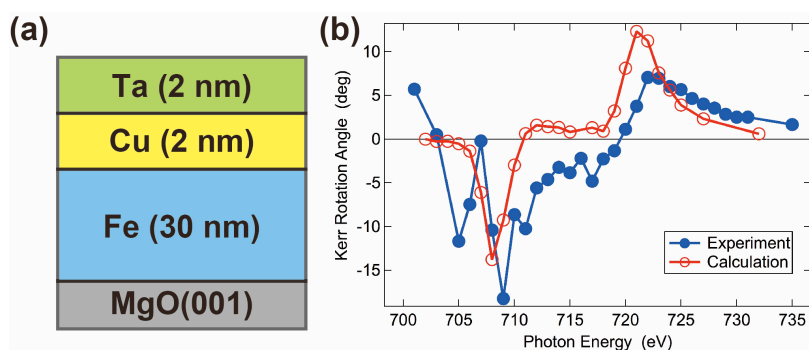 (a)
Ta (2 nm)
Cu (2 nm)
Fe (30 nm)
MgO(001)
(b)
Kerr Rotation Angle (deg)
10
5
0
-5
-10
-15
Experiment
Calculation
700 705 710 715 720 725 730 735
Photon Energy (eV)